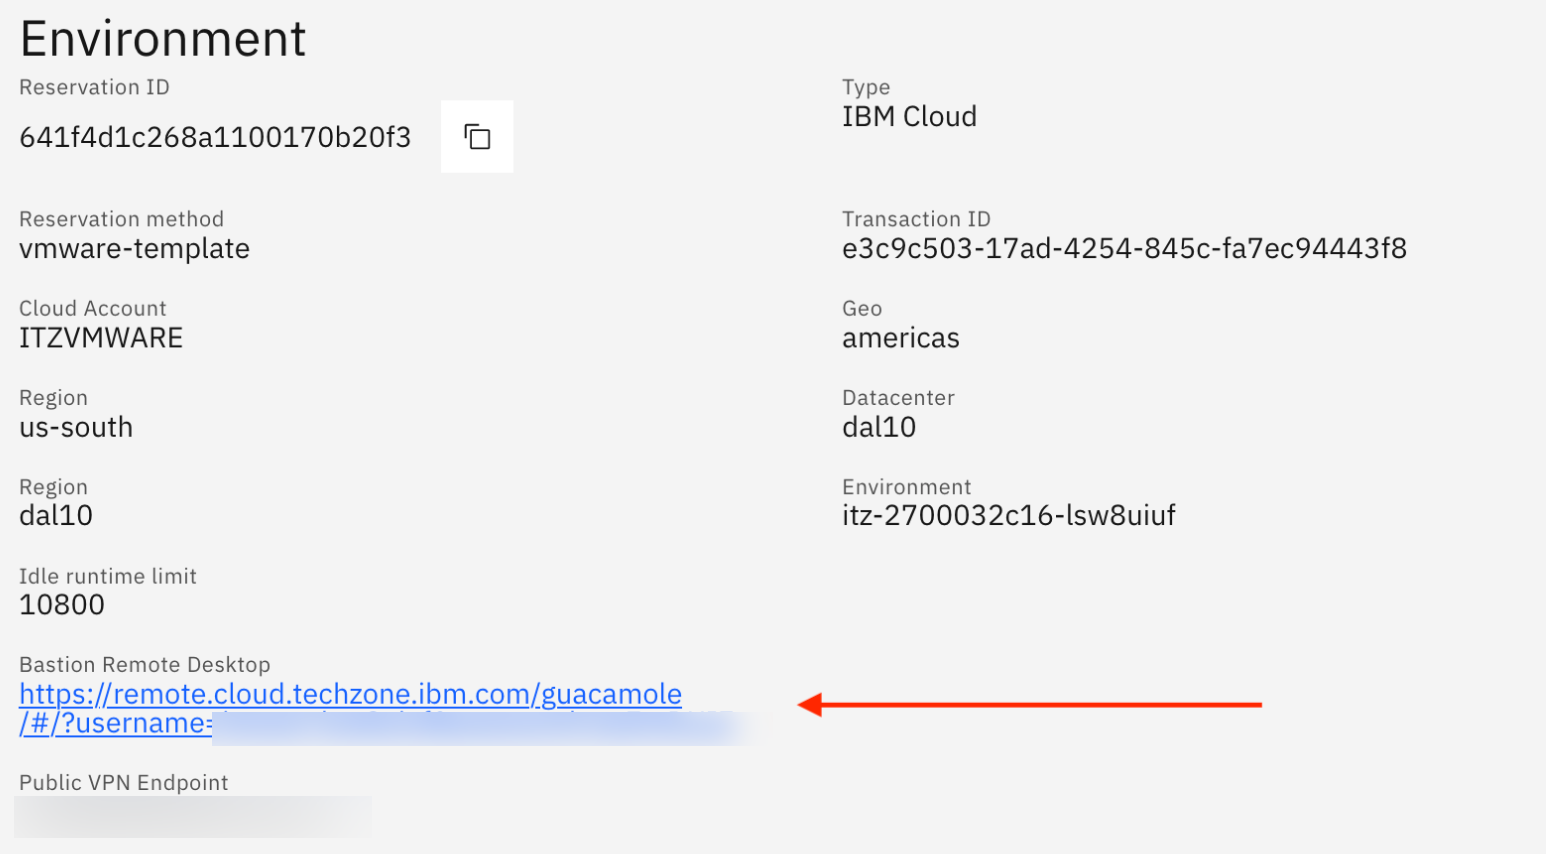 Environment
Reservation ID
641f4d1c268a1100170b20f3
Type
IBM Cloud
Reservation method
vmware-template
Transaction ID
e3c9c503-17ad-4254-845c-fa7ec94443f8
Cloud Account
ITZVMWARE
Geo
americas
Region
us-south
Datacenter
dal10
Region
dal10
Environment
itz-2700032c16-lsw8uiuf
Idle runtime limit
10800
Bastion Remote Desktop
https://remote.cloud.techzone.ibm.com/guacamole
/#/?username=
Public VPN Endpoint